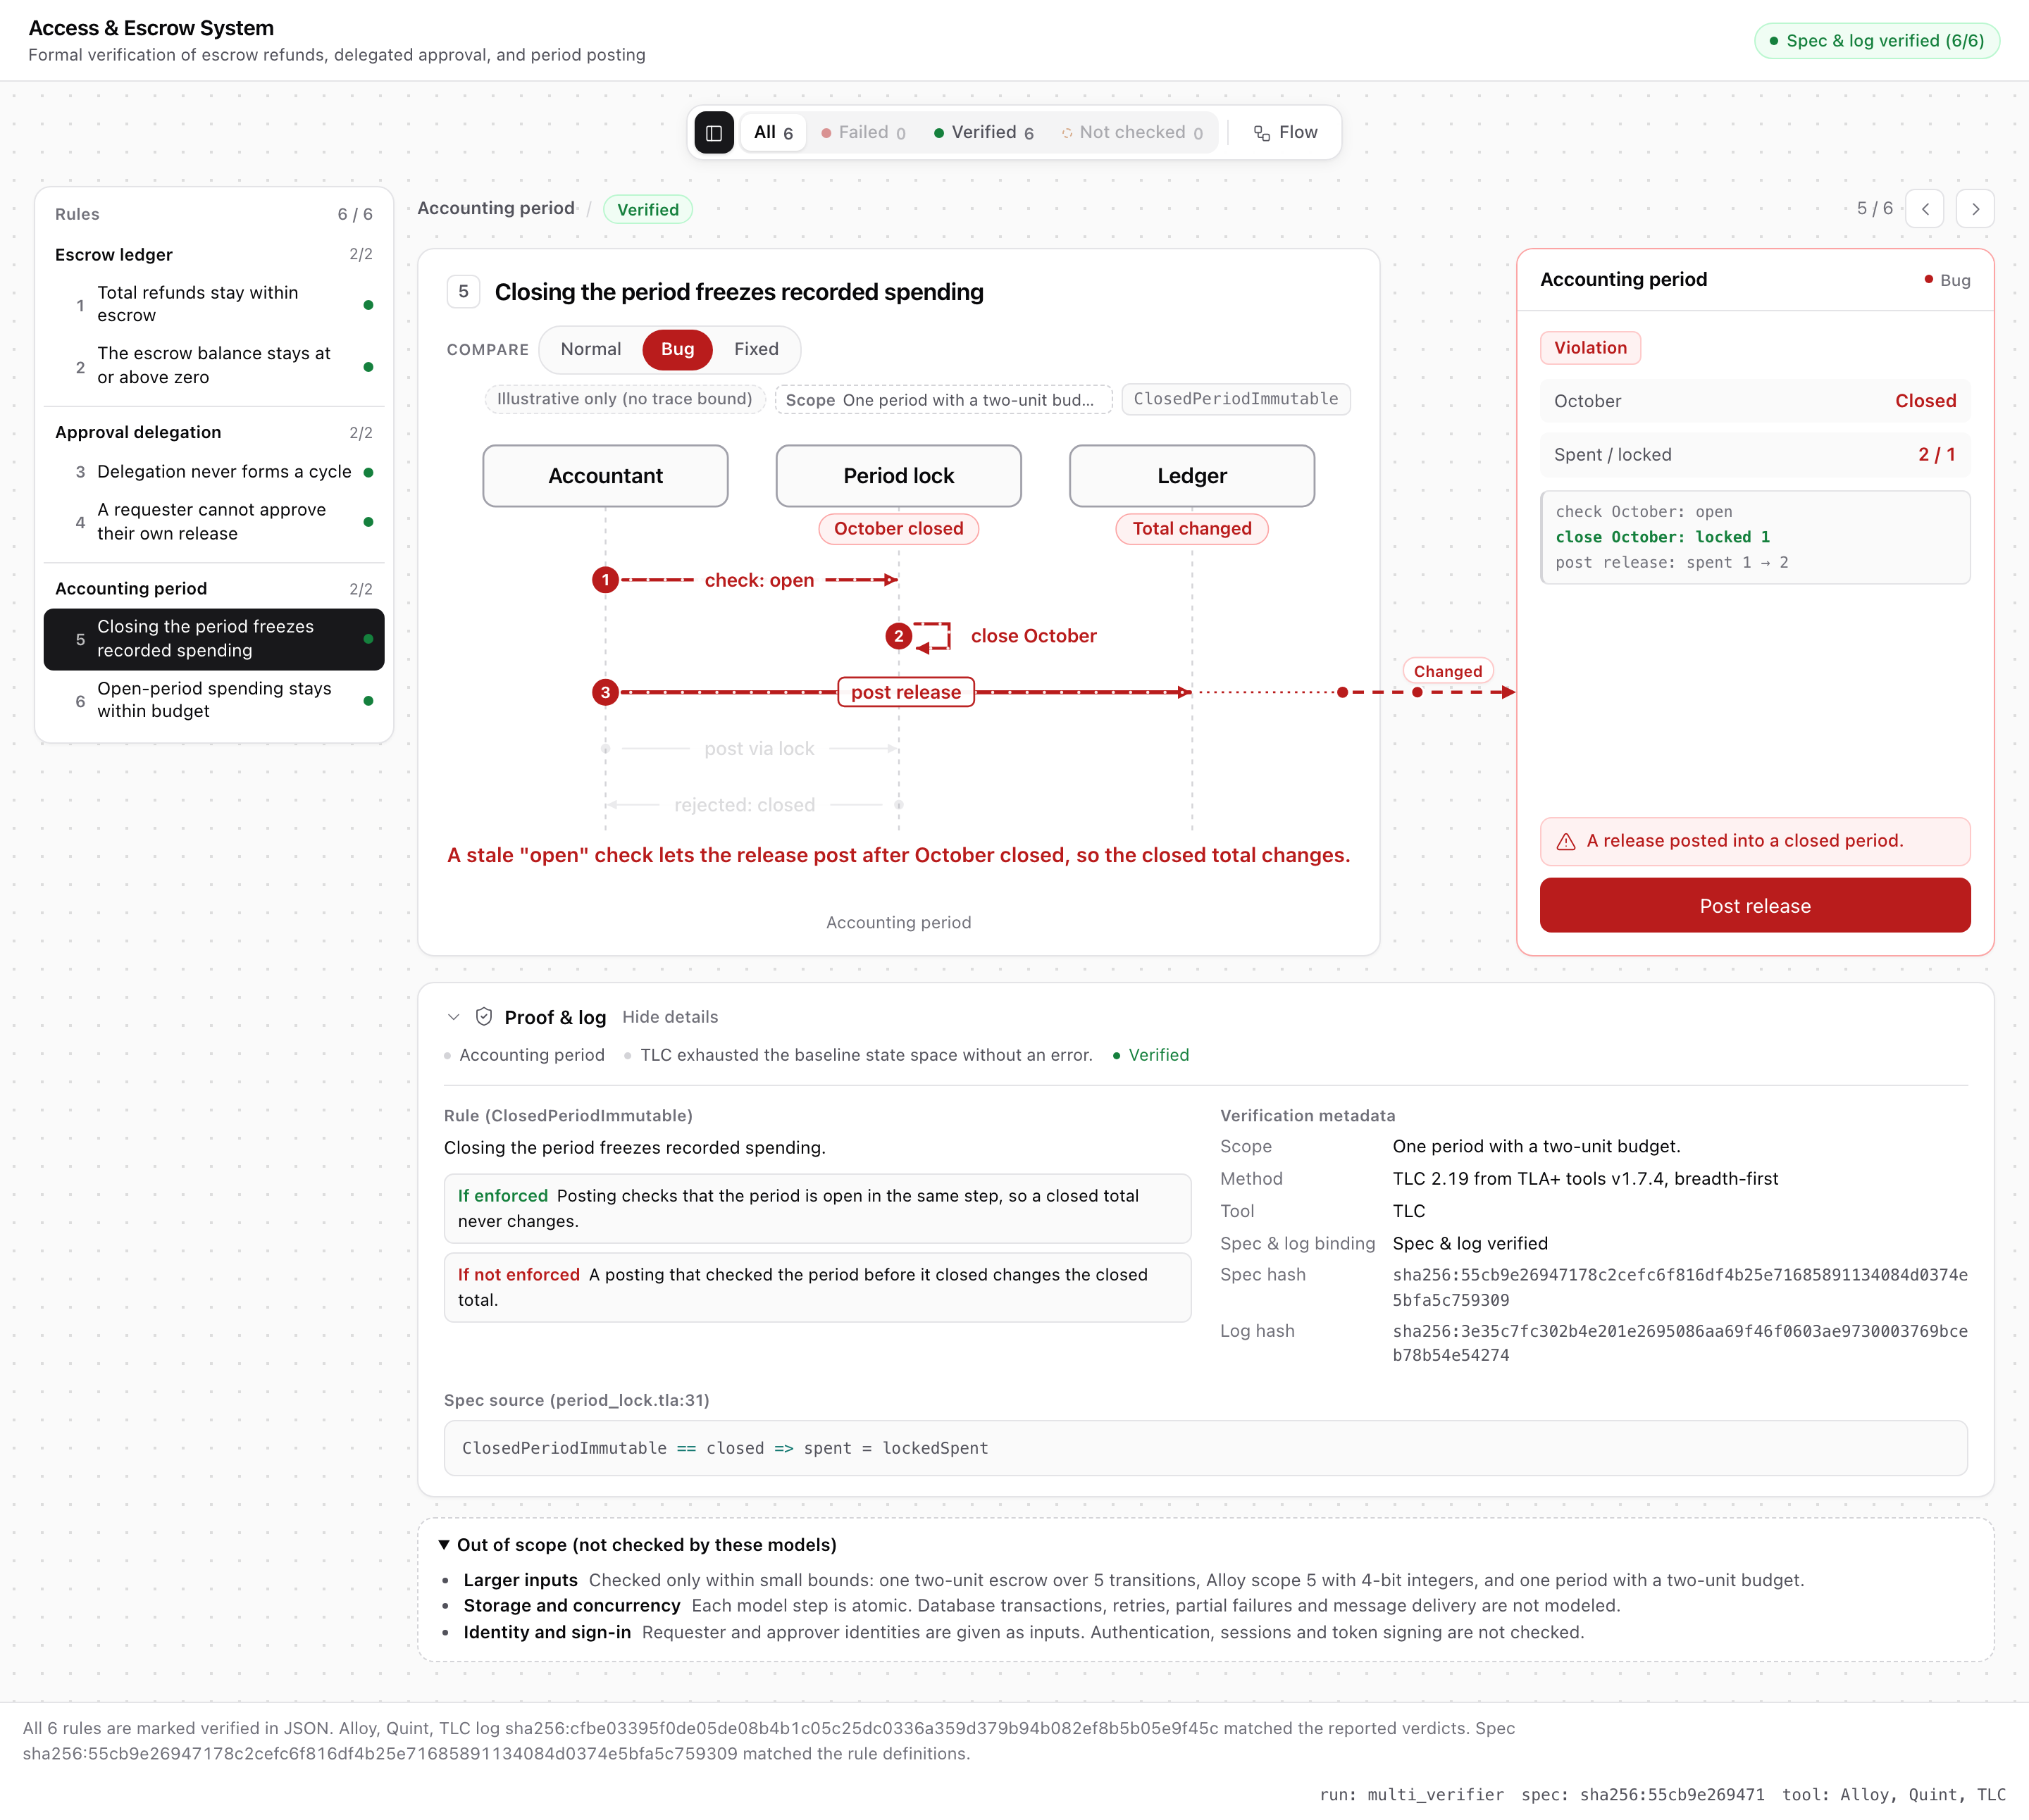 Access & Escrow System
Formal verification of escrow refunds, delegated approval, and period posting
Spec & log verified (6/6)
All 6
Failed 0
Verified 6
Not checked 0
Flow
Rules 6 / 6
Escrow ledger 2/2
1 Total refunds stay within
escrow
2 The escrow balance stays at
or above zero
Approval delegation 2/2
3 Delegation never forms a cycle
4 A requester cannot approve
their own release
Accounting period 2/2
5 Closing the period freezes
recorded spending
6 Open-period spending stays
within budget
Accounting period / Verified
5 / 6
5 Closing the period freezes recorded spending
COMPARE Normal Bug Fixed
Illustrative only (no trace bound)
Scope One period with a two-unit bud...
ClosedPeriodImmutable
Accountant
Period lock
Ledger
October closed
Total changed
1 check: open
2 close October
3 post release
Changed
post via lock
rejected: closed
A stale "open" check lets the release post after October closed, so the closed total changes.
Accounting period
Accounting period
Bug
Violation
October Closed
Spent / locked 2 / 1
check October: open
close October: locked 1
post release: spent 1 → 2
A release posted into a closed period.
Post release
Proof & log Hide details
Accounting period
TLC exhausted the baseline state space without an error.
Verified
Rule (ClosedPeriodImmutable)
Closing the period freezes recorded spending.
If enforced Posting checks that the period is open in the same step, so a closed total
never changes.
If not enforced A posting that checked the period before it closed changes the closed
total.
Verification metadata
Scope One period with a two-unit budget.
Method TLC 2.19 from TLA+ tools v1.7.4, breadth-first
Tool TLC
Spec & log binding Spec & log verified
Spec hash sha256:55cb9e26947178c2cefc6f816df4b25e71685891134084d0374e
5bfa5c759309
Log hash sha256:3e35c7fc302b4e201e2695086aa69f46f0603ae9730003769bce
b78b54e54274
Spec source (period_lock.tla:31)
ClosedPeriodImmutable == closed => spent = lockedSpent
▼ Out of scope (not checked by these models)
• Larger inputs Checked only within small bounds: one two-unit escrow over 5 transitions, Alloy scope 5 with 4-bit integers, and one period with a two-unit budget.
• Storage and concurrency Each model step is atomic. Database transactions, retries, partial failures and message delivery are not modeled.
• Identity and sign-in Requester and approver identities are given as inputs. Authentication, sessions and token signing are not checked.
All 6 rules are marked verified in JSON. Alloy, Quint, TLC log sha256:cfbe03395f0de05de08b4b1c05c25dc0336a359d379b94b082ef8b5b05e9f45c matched the reported verdicts. Spec
sha256:55cb9e26947178c2cefc6f816df4b25e71685891134084d0374e5bfa5c759309 matched the rule definitions.
run: multi_verifier spec: sha256:55cb9e269471 tool: Alloy, Quint, TLC